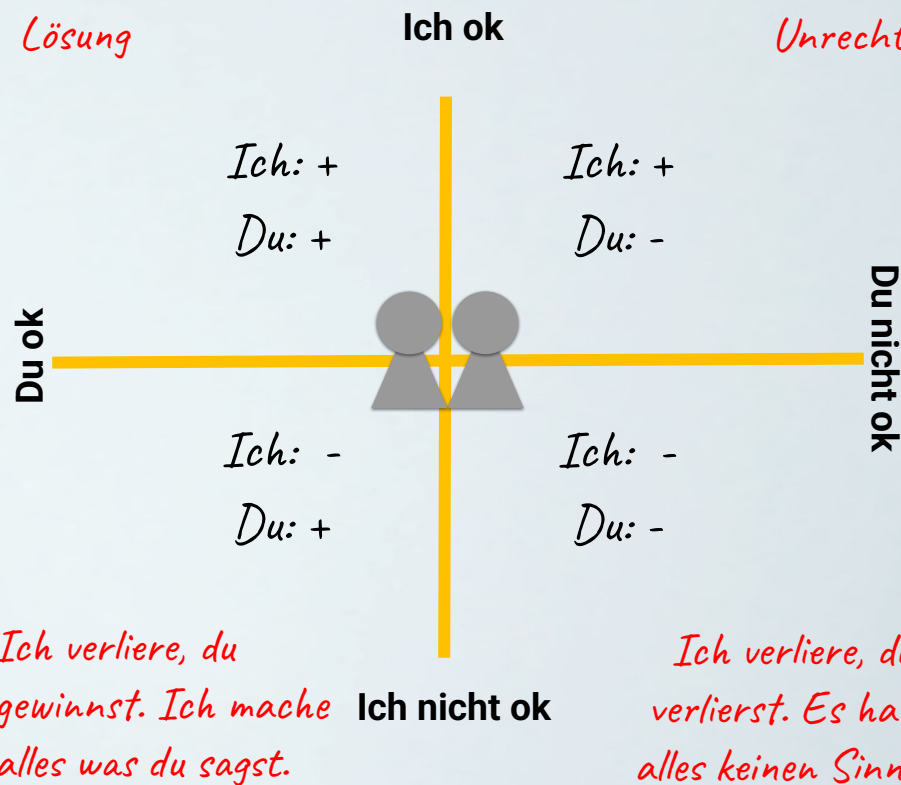 Lösung
Ich ok
Unrecht
Ich: +
Du: +
Ich: +
Du: -
Du ok
Du nicht ok
Ich: -
Du: +
Ich: -
Du: -
Ich verliere, du
gewinnst. Ich mache
alles was du sagst.
Ich nicht ok
Ich verliere,
verlierst. Es
alles keinen Sinn